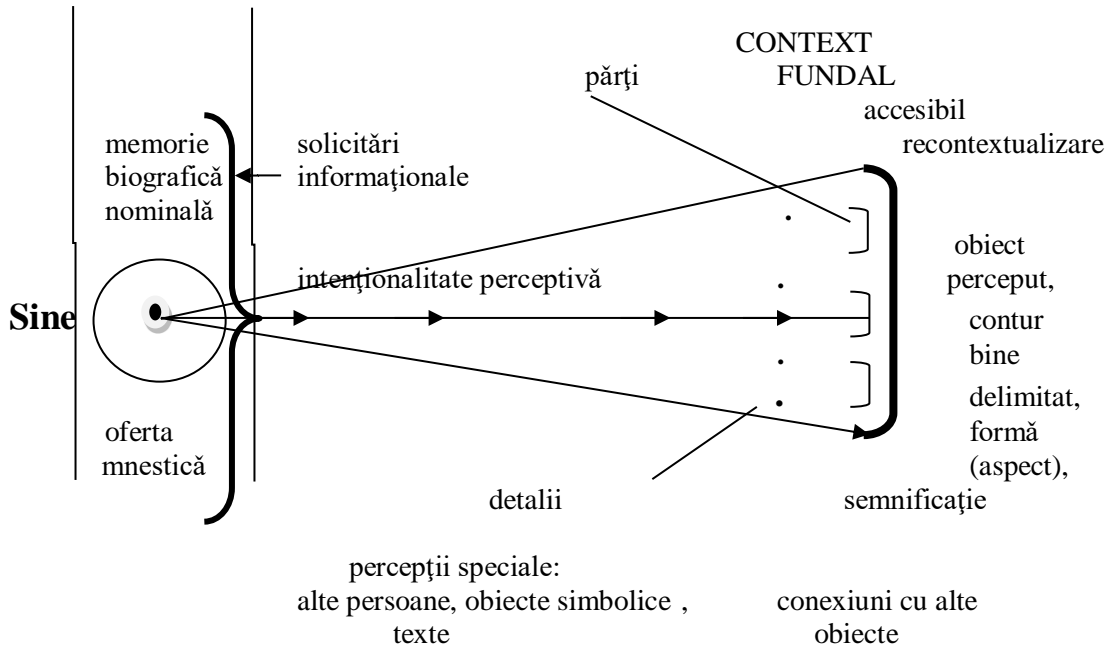 CONTEXT
FUNDAL
părţi
accesibil
recontextualizare
memorie
biografică
nominală
solicitări
informaţionale
obiect
perceput,
contur
bine
delimitat,
formă
(aspect),
semnificaţie
intenţionalitate perceptivă
Sine
oferta
mnestică
detalii
percepţii speciale:
alte persoane, obiecte simbolice ,
texte
conexiuni cu alte
obiecte